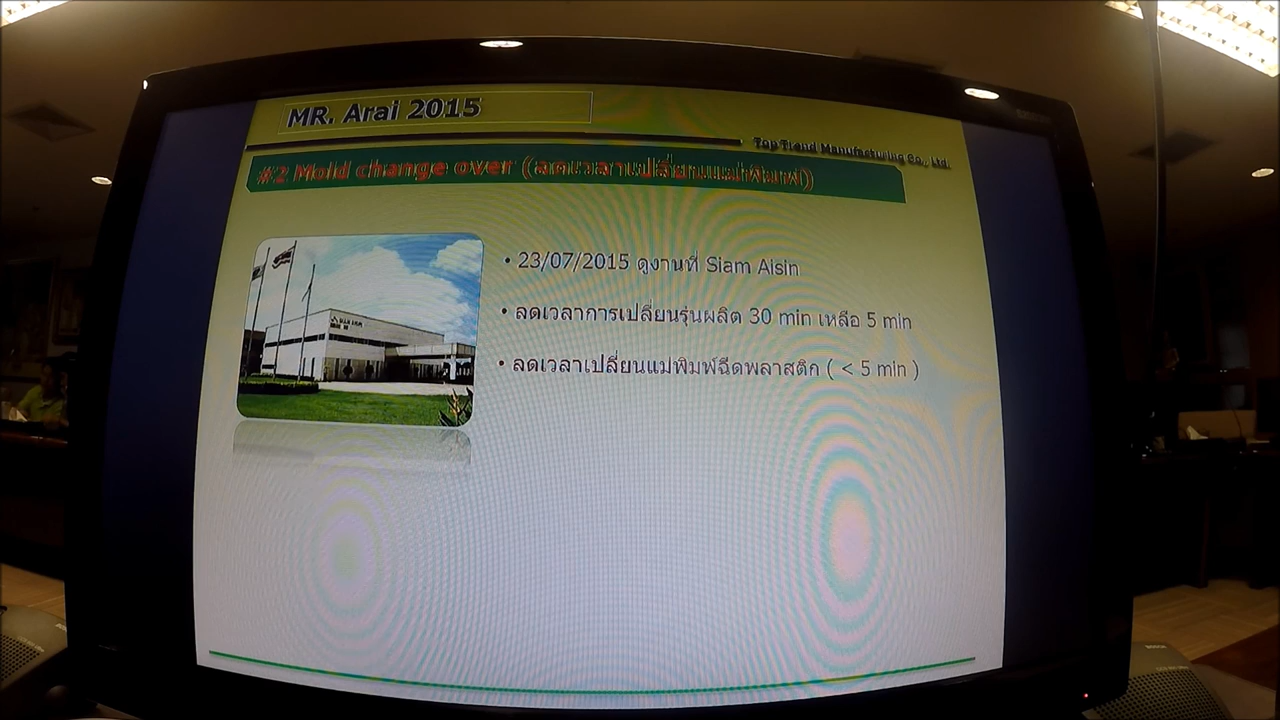 MR. Arai 2015
Top Trend Manufacturing Co., Ltd.
#2 Mold change over (ลดเวลาเปลี่ยนแม่พิมพ์)
• 23/07/2015 ดูงานที่ Siam Aisin
• ลดเวลาการเปลี่ยนรุ่นผลิต 30 min เหลือ 5 min
• ลดเวลาเปลี่ยนแม่พิมพ์ฉีดพลาสติก ( < 5 min )